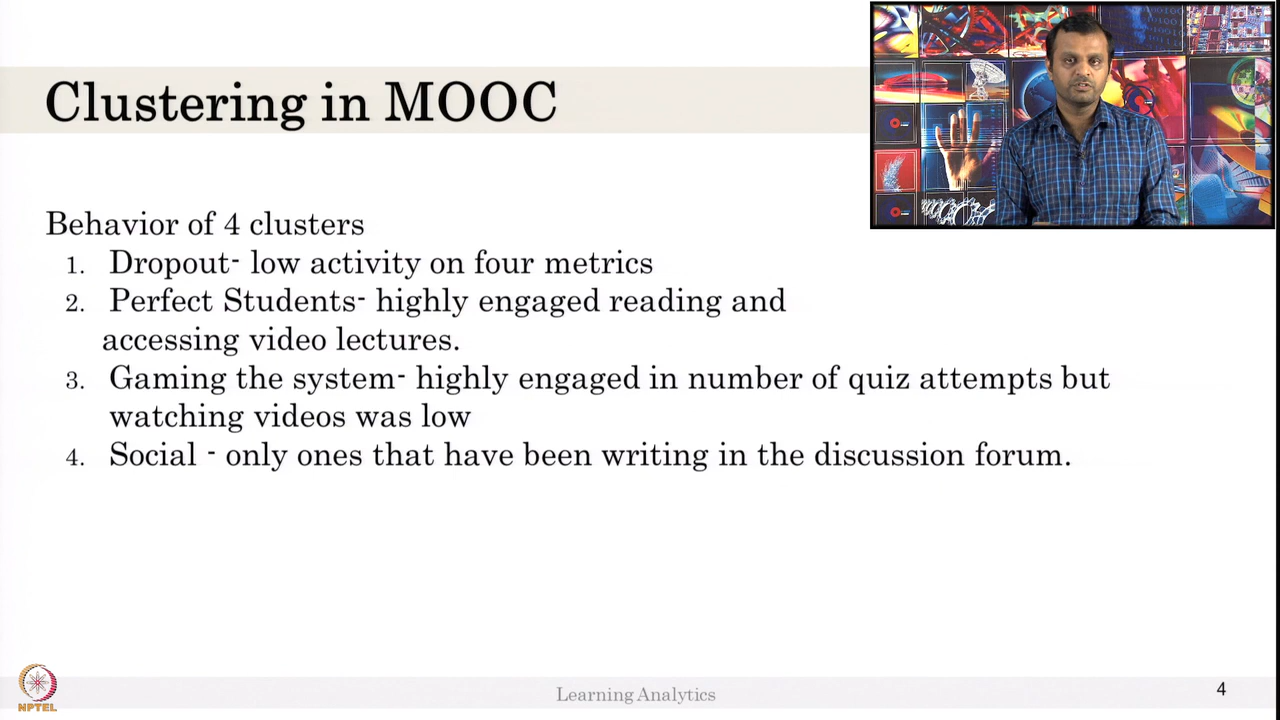 Clustering in MOOC
Behavior of 4 clusters
1. Dropout- low activity on four metrics
2. Perfect Students- highly engaged reading and
accessing video lectures.
3. Gaming the system- highly engaged in number of quiz attempts but
watching videos was low
4. Social - only ones that have been writing in the discussion forum.
NPTEL
Learning Analytics
4